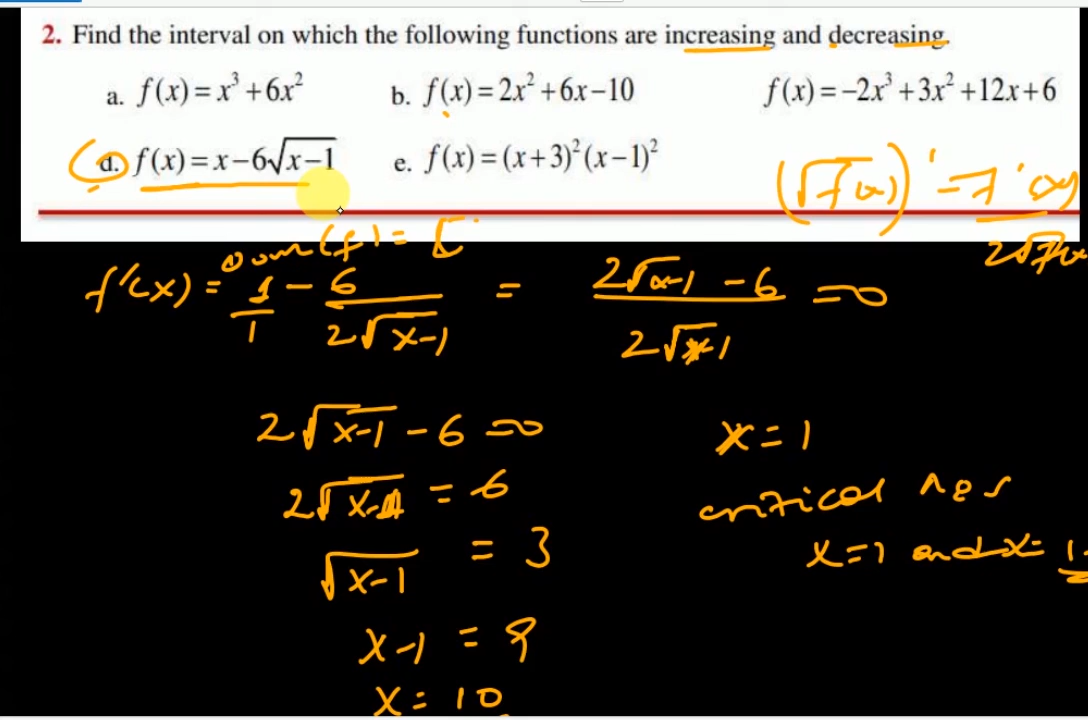 2. Find the interval on which the following functions are increasing and decreasing.
a. f(x) = x³ + 6x² b. f(x) = 2x² + 6x − 10 f(x) = −2x³ + 3x² + 12x + 6
d. f(x) = x − 6√(x−1) e. f(x) = (x+3)²(x−1)²
(√f(x))' = f'(x)/2√f(x)
Dom(f) = [
f'(x) = 1/1 − 6/2√(x−1) = (2√(x−1) − 6)/2√(x−1) = 0
2√(x−1) − 6 = 0 x = 1
2√(x−1) = 6 critical
√(x−1) = 3 x = 1 and x =
x − 1 = 9
x = 10